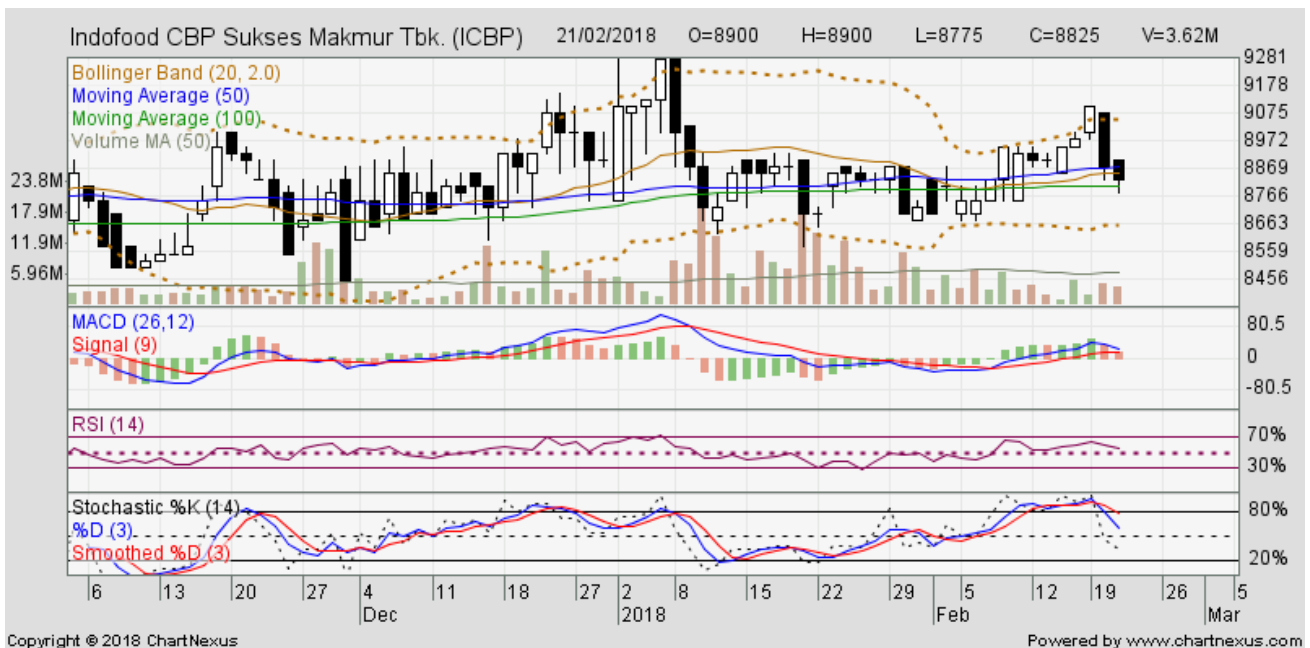 Indofood CBP Sukses Makmur Tbk. (ICBP) 21/02/2018 O=8900 H=8900 L=8775 C=8825 V=3.62M
Bollinger Band (20, 2.0)
Moving Average (50)
Moving Average (100)
Volume MA (50)
23.8M
17.9M
11.9M
5.96M
9281
9178
9075
8972
8869
8766
8663
8559
8456
MACD (26,12)
Signal (9)
80.5
0
-80.5
RSI (14)
70%
30%
Stochastic %K (14)
%D (3)
Smoothed %D (3)
80%
20%
6 13 20 27 4 11 18 27 2 8 15 22 29 5 12 19 26 5
Dec 2018 Feb Mar
Copyright © 2018 ChartNexus Powered by www.chartnexus.com